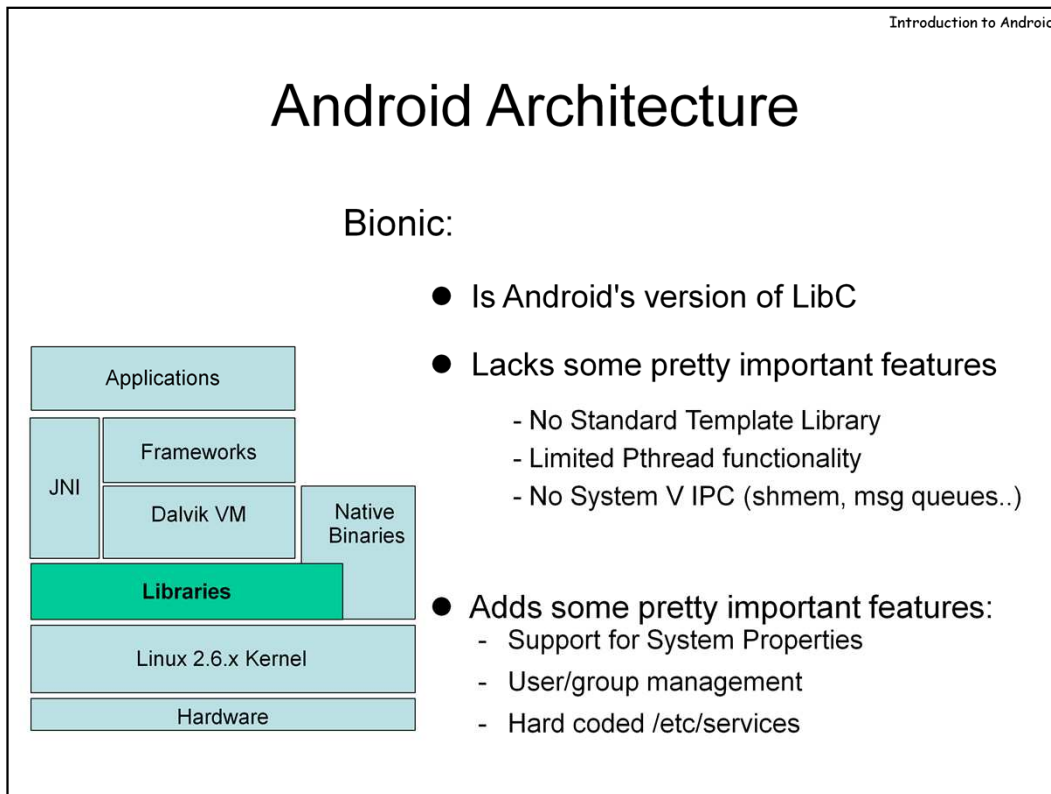 Introduction to Android
Android Architecture
Bionic:
● Is Android's version of LibC
● Lacks some pretty important features
- No Standard Template Library
- Limited Pthread functionality
- No System V IPC (shmem, msg queues..)
● Adds some pretty important features:
- Support for System Properties
- User/group management
- Hard coded /etc/services
Applications
JNI
Frameworks
Dalvik VM
Native
Binaries
Libraries
Linux 2.6.x Kernel
Hardware